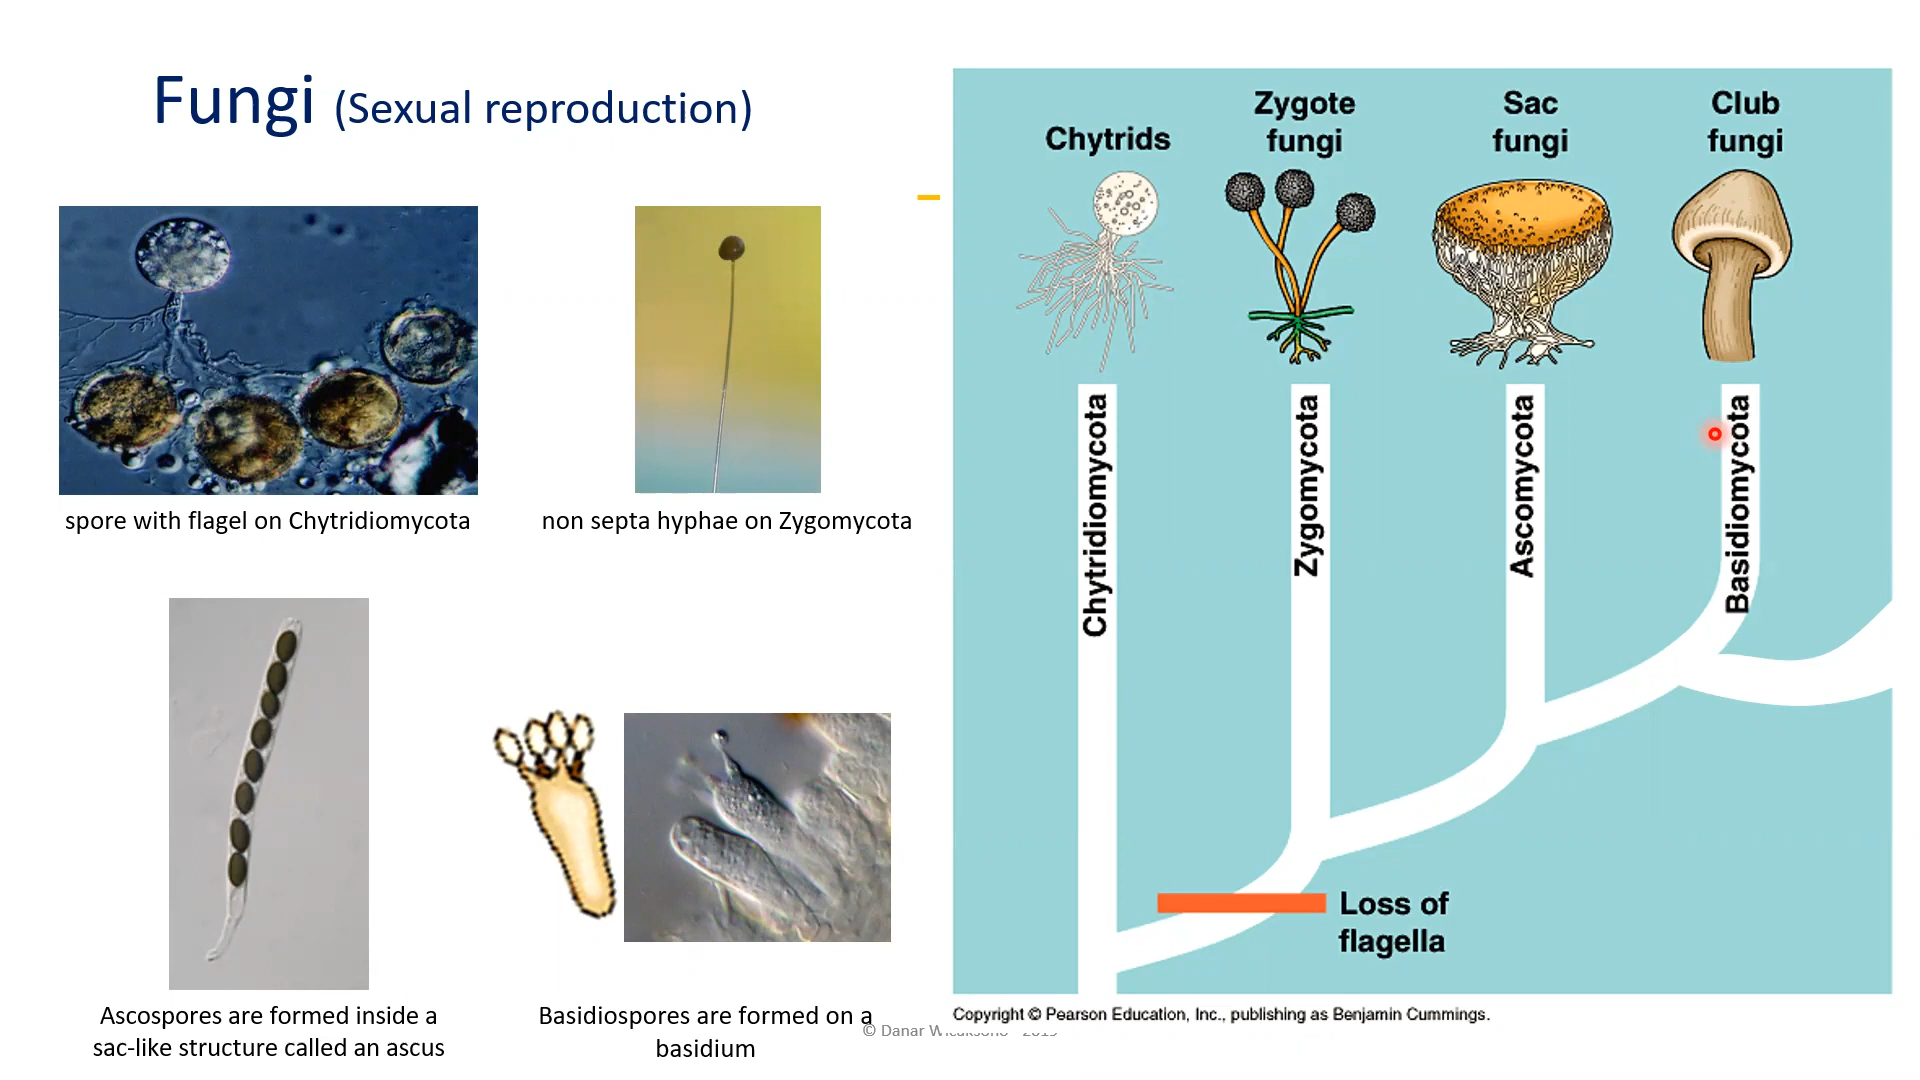 Fungi (Sexual reproduction)
spore with flagel on Chytridiomycota
non septa hyphae on Zygomycota
Ascospores are formed inside a
sac-like structure called an ascus
Basidiospores are formed on a
basidium
Chytrids
Zygote
fungi
Sac
fungi
Club
fungi
Chytridiomycota
Zygomycota
Ascomycota
Basidiomycota
Loss of
flagella
Copyright © Pearson Education, Inc., publishing as Benjamin Cummings.
© Danar